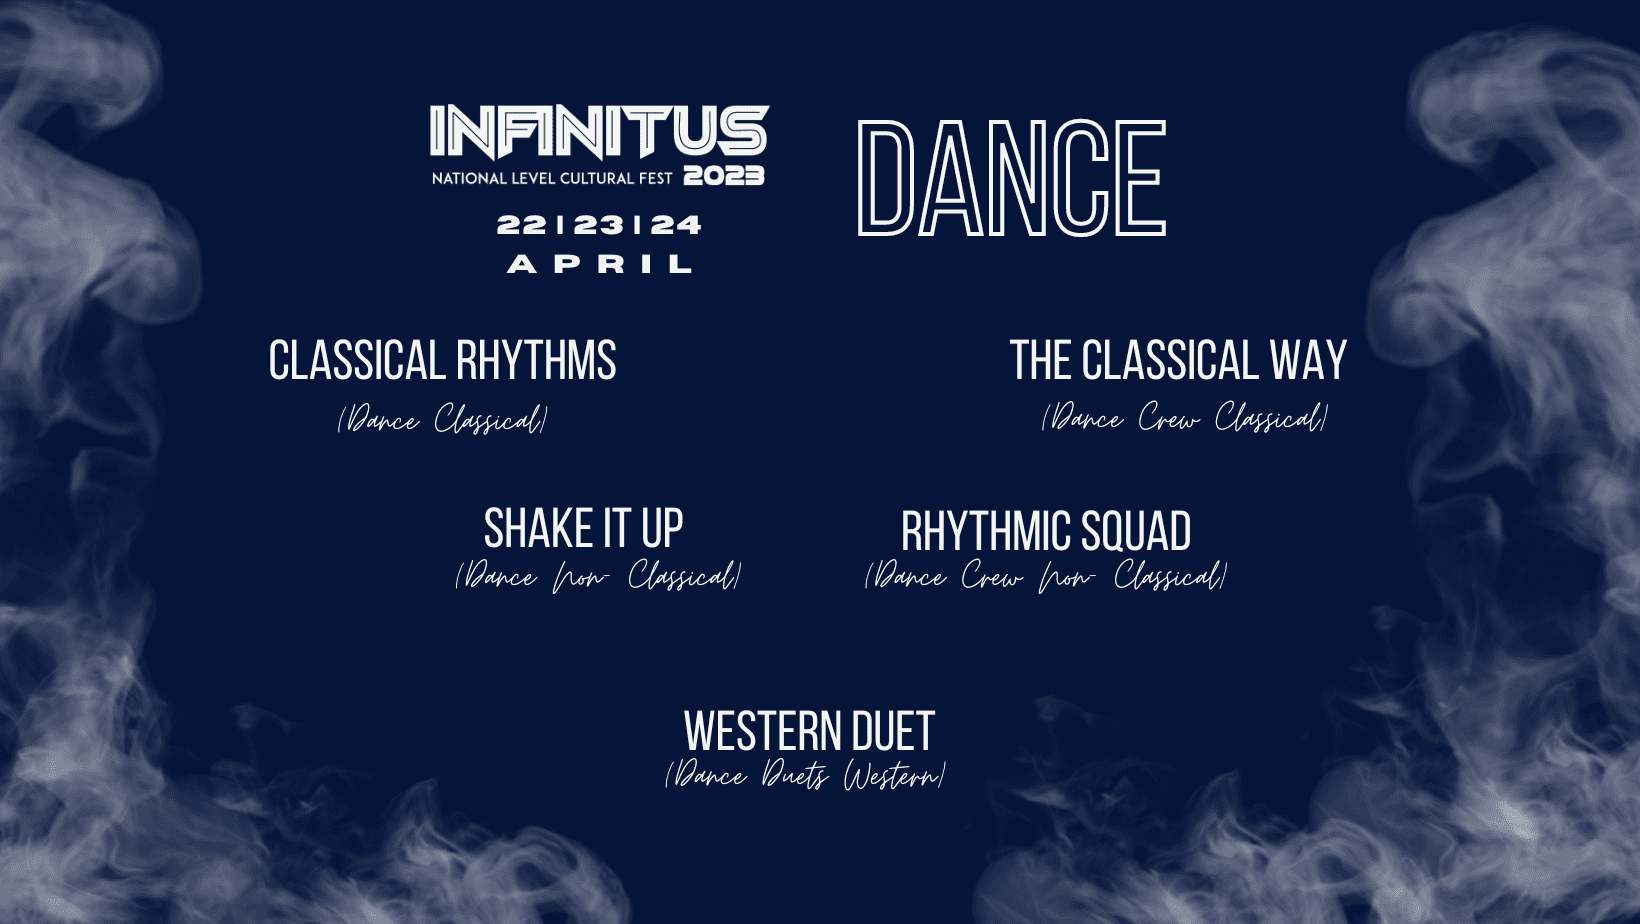 INFINITUS
NATIONAL LEVEL CULTURAL FEST 2023
22 | 23 | 24
APRIL
DANCE
CLASSICAL RHYTHMS
(Dance Classical)
THE CLASSICAL WAY
(Dance Crew Classical)
SHAKE IT UP
(Dance Non- Classical)
RHYTHMIC SQUAD
(Dance Crew Non- Classical)
WESTERN DUET
(Dance Duets Western)